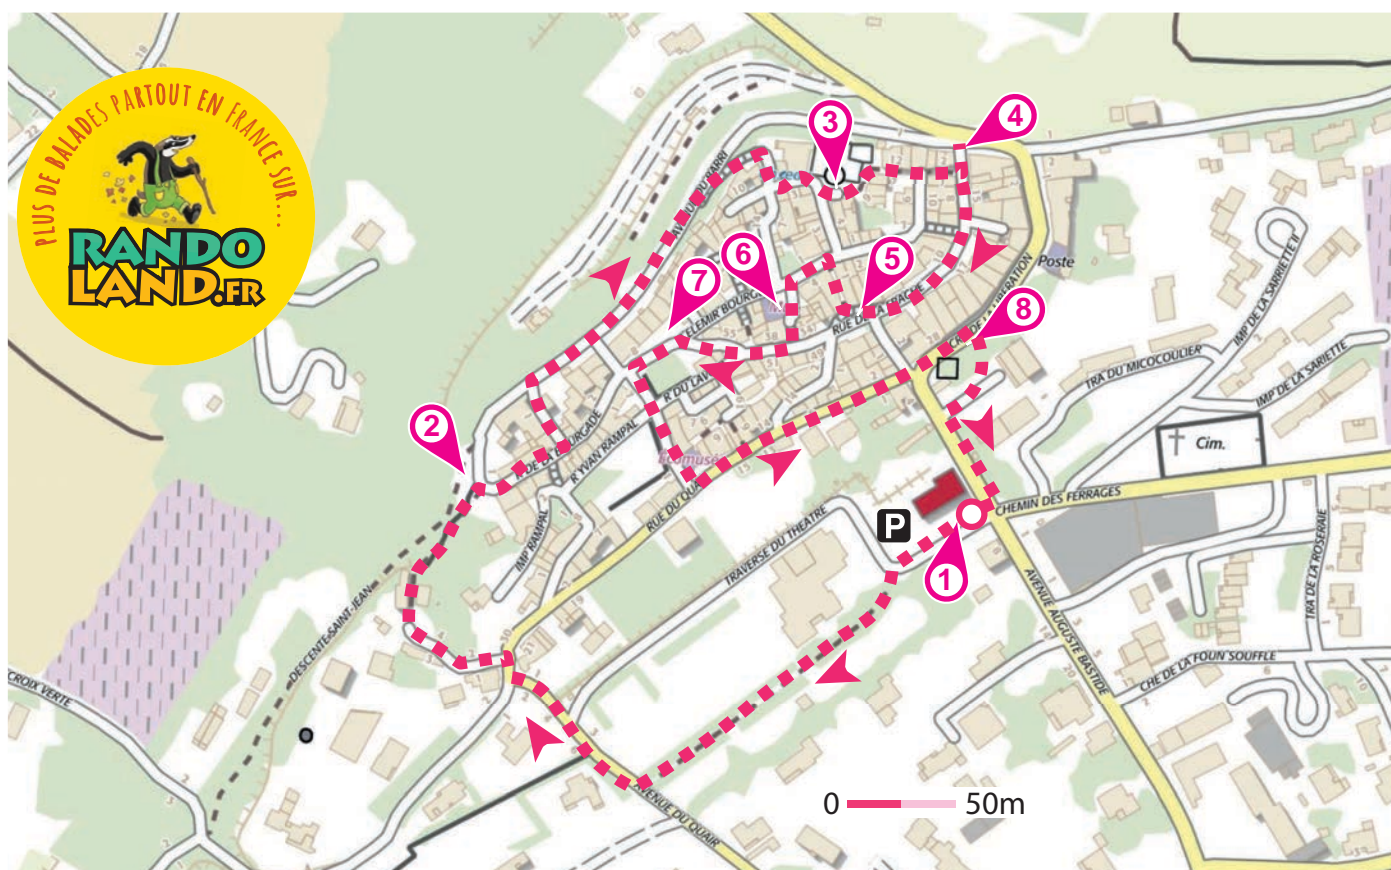 PLUS DE BALADES PARTOUT EN FRANCE SUR...
RANDO
LAND.FR
3
4
AVENUE DU BARRI
6
5
7
Poste
8
RUE DE LA BRÈCHE
R DU LAV
TRA DU MICOCOULIER
IMP DE LA SARRIETTE II
IMP DE LA SARIETTE
2
R DE LA BOURGADE
R YVAN RAMPAL
Ecomusé
Cim.
CHEMIN DES FERRAGES
RUE DU QUA
IMP RAMPAL
TRAVERSE DU THEATRE
P
1
AVENUE AUGUSTE BASTIDE
TRA DE LA ROSERAIE
DESCENTE SAINT-JEAN
CROIX VERTE
CHE DE LA FOUN SOUFFLE
AVENUE DU QUAIR
0 50m